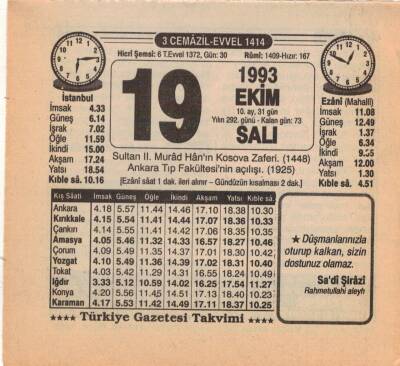 3 CEMÂZİL-EVVEL 1414
Hicrî Şemsî: 6 T.Evvel 1372, Gün: 30
Rûmî: 1409-Hızır: 167
19
1993
EKİM
10. ay, 31 gün
Yılın 292. günü - Kalan gün: 73
SALI
İstanbul
İmsak 4.33
Güneş 6.14
İşrak 7.02
Öğle 11.59
İkindi 15.00
Akşam 17.24
Yatsı 18.54
Kıble sâ. 10.16
Ezânî (Mahallî)
İmsak 11.08
Güneş 12.49
İşrak 1.37
Öğle 6.34
İkindi
Akşam 12.00
Yatsı 1.30
Kıble sâ. 4.51
Sultan II. Murâd Hân'ın Kosova Zaferi. (1448)
Ankara Tıp Fakültesi'nin açılışı. (1925)
[Ezânî sâat 1 dak. ileri alınır – Gündüzün kısalması 2 dak.]
Kış Sâati İmsak Güneş Öğle İkindi Akşam Yatsı Kıble sâ.
Ankara 4.18 5.57 11.44 14.46 17.10 18.38 10.30
Kırıkkale 4.15 5.54 11.41 14.44 17.07 18.36 10.33
Çankırı 4.14 5.55 11.41 14.42 17.06 18.35 10.35
Amasya 4.05 5.46 11.32 14.33 16.57 18.27 10.46
Çorum 4.09 5.49 11.35 14.37 17.01 18.30 10.42
Yozgat 4.10 5.49 11.36 14.39 17.02 18.31 10.40
Tokat 4.03 5.42 11.29 14.31 16.55 18.24 10.49
Iğdır 3.33 5.12 10.59 14.02 16.25 17.54 11.27
Konya 4.20 5.56 11.45 14.51 17.13 18.40 10.23
Karaman 4.17 5.53 11.42 14.49 17.11 18.37 10.25
★ Düşmanlarınızla
oturup kalkan, sizin
dostunuz olamaz.
Sa'dî Şîrâzî
Rahmetullahi aleyh
★★★★ Türkiye Gazetesi Takvimi ★★★★